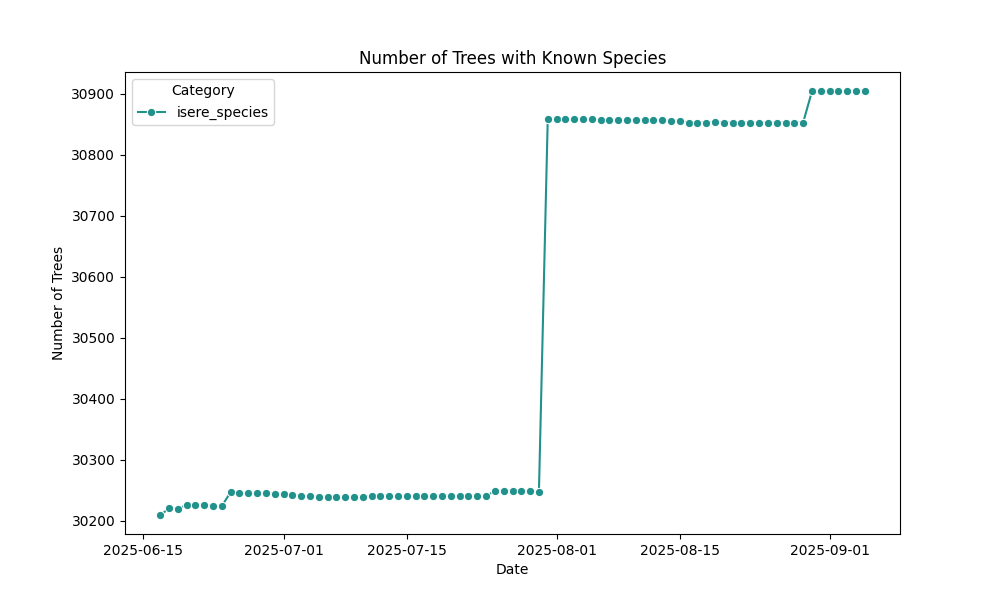 Number of Trees with Known Species
Category
isere_species
30900
30800
30700
30600
30500
30400
30300
30200
Number of Trees
2025-06-15
2025-07-01
2025-07-15
2025-08-01
2025-08-15
2025-09-01
Date